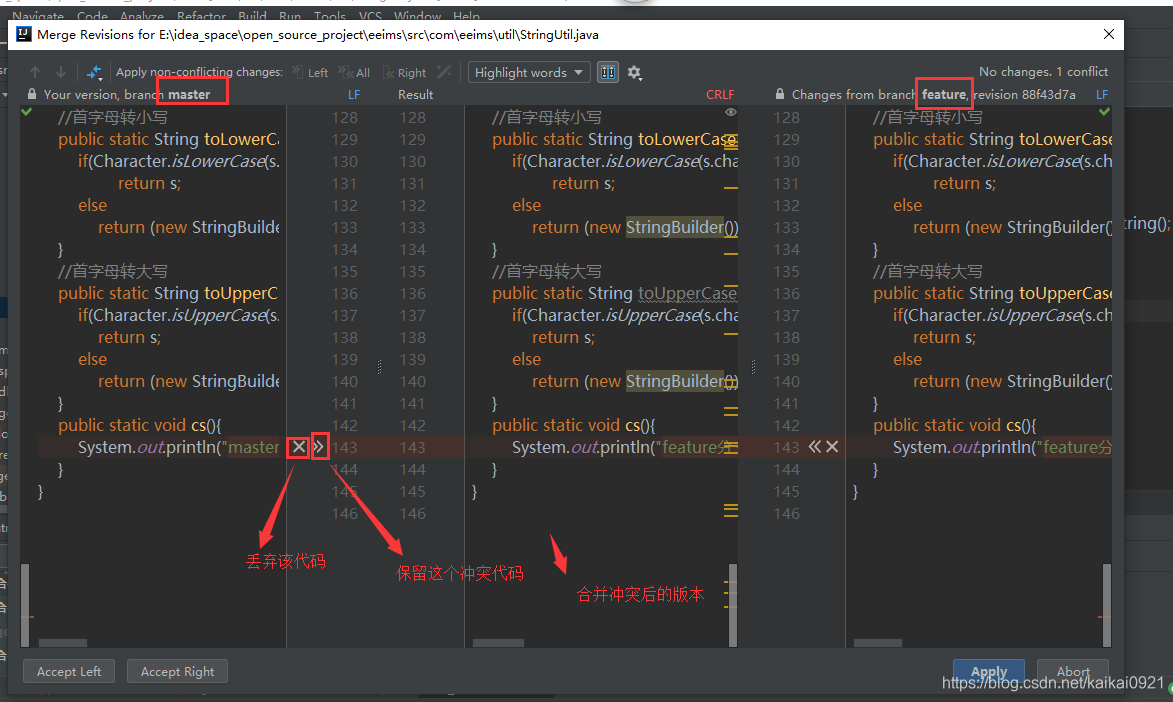 Navigate Code Analyze Refactor Build Run Tools VCS Window Help
Merge Revisions for E:\idea_space\open_source_project\eeims\src\com\eeims\util\StringUtil.java
Apply non-conflicting changes: Left All Right Highlight words No changes. 1 conflict
Your version, branch master LF Result CRLF Changes from branch feature, revision 88f43d7a LF
//首字母转小写 128 128 //首字母转小写 128 //首字母转小写
public static String toLowerCa 129 129 public static String toLowerCase 129 public static String toLowerCase
if(Character.isLowerCase(s. 130 130 if(Character.isLowerCase(s.cha 130 if(Character.isLowerCase(s.ch
return s; 131 131 return s; 131 return s;
else 132 132 else 132 else
return (new StringBuilde 133 133 return (new StringBuilder()) 133 return (new StringBuilder() tring();
} 134 134 } 134 }
//首字母转大写 135 135 //首字母转大写 135 //首字母转大写
public static String toUpperC 136 136 public static String toUpperCase 136 public static String toUpperCase
if(Character.isUpperCase(s. 137 137 if(Character.isUpperCase(s.cha 137 if(Character.isUpperCase(s.ch
return s; 138 138 return s; 138 return s;
else 139 139 else 139 else
return (new StringBuilde 140 140 return (new StringBuilder()) 140 return (new StringBuilder()
} 141 141 } 141 }
public static void cs(){ 142 142 public static void cs(){ 142 public static void cs(){
System.out.println("master 143 143 System.out.println("feature分 143 System.out.println("feature分
} 144 144 } 144 }
} 145 145 } 145 }
146 146 146
丢弃该代码
保留这个冲突代码
合并冲突后的版本
Accept Left Accept Right Apply Abort
https://blog.csdn.net/kaikai0921